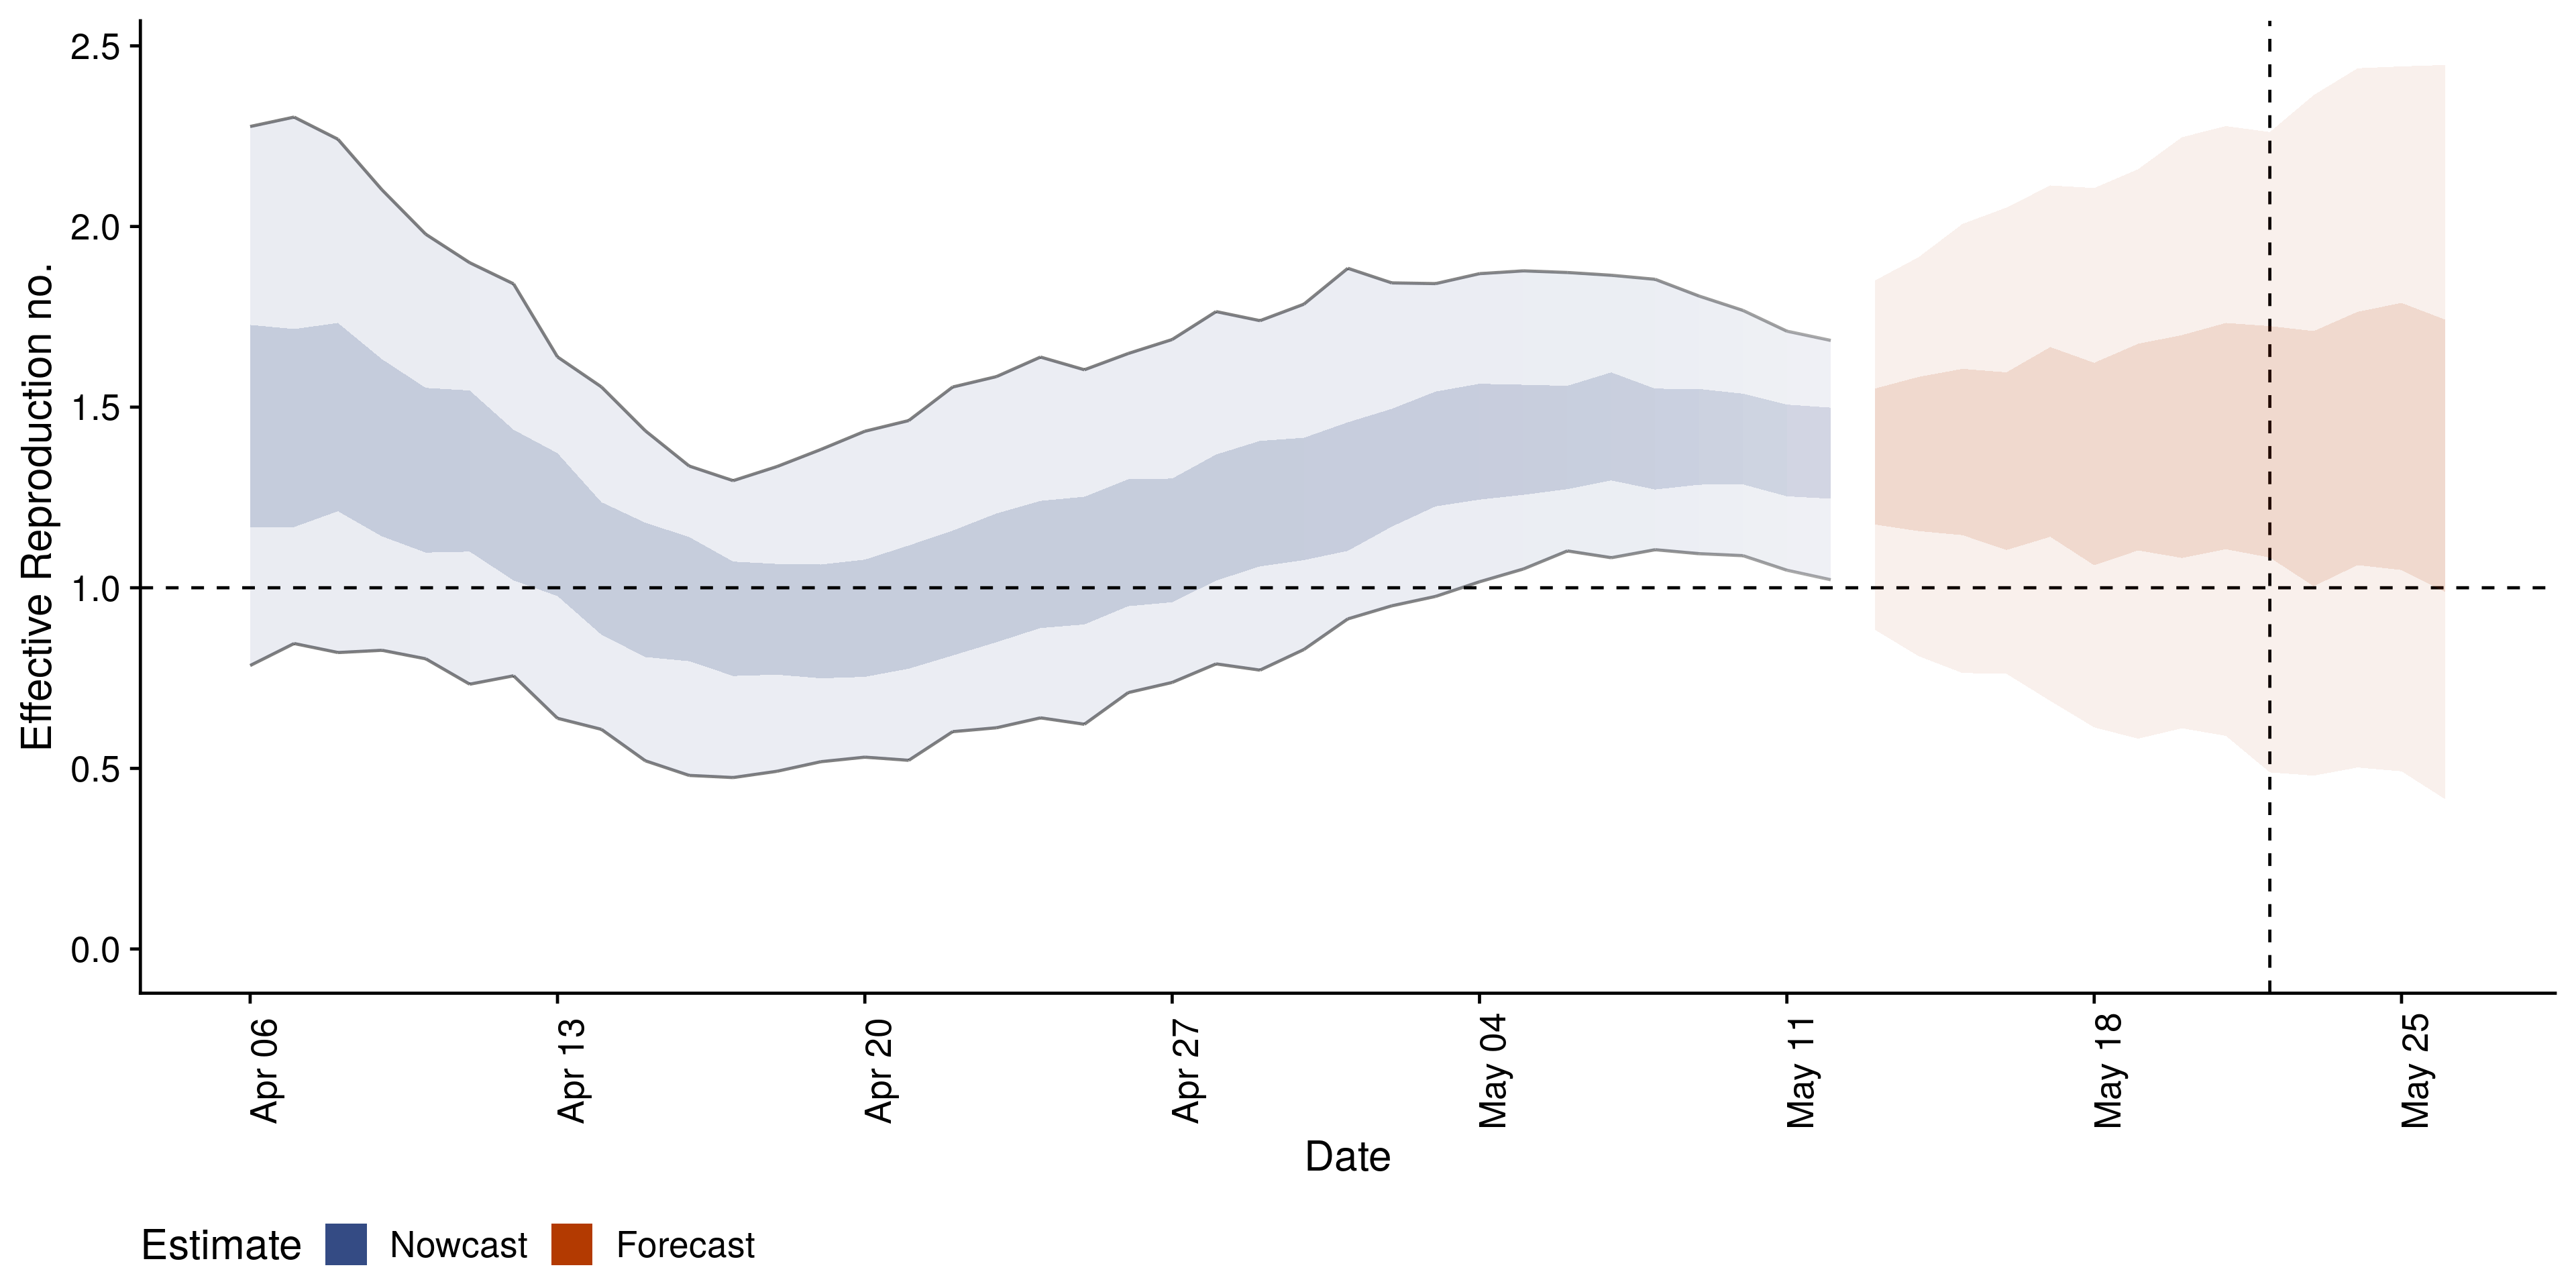 Effective Reproduction no.
2.5
2.0
1.5
1.0
0.5
0.0
Apr 06
Apr 13
Apr 20
Apr 27
May 04
May 11
May 18
May 25
Date
Estimate Nowcast Forecast